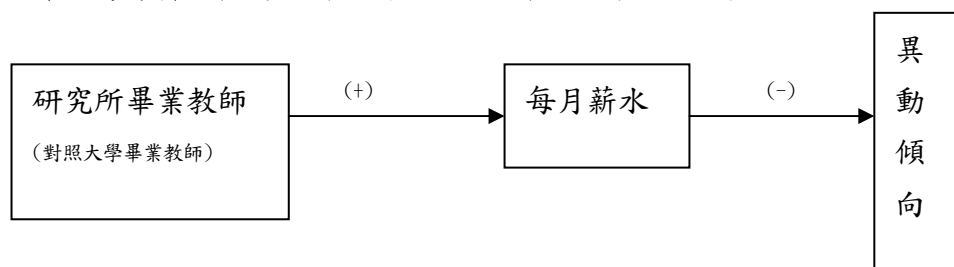 研究所畢業教師
(對照大學畢業教師)
(+)
每月薪水
(-)
異
動
傾
向